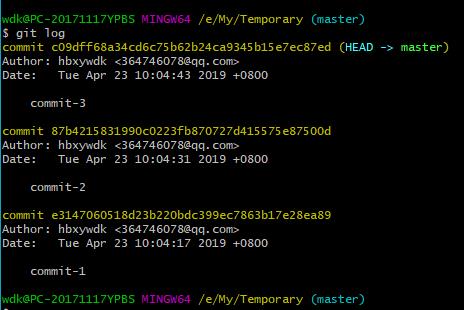 wdk@PC-20171117YPBS MINGW64 /e/My/Temporary (master)
$ git log
commit c09dff68a34cd6c75b62b24ca9345b15e7ec87ed (HEAD -> master)
Author: hbxywdk <364746078@qq.com>
Date:   Tue Apr 23 10:04:43 2019 +0800
commit-3
commit 87b4215831990c0223fb870727d415575e87500d
Author: hbxywdk <364746078@qq.com>
Date:   Tue Apr 23 10:04:31 2019 +0800
commit-2
commit e3147060518d23b220bdc399ec7863b17e28ea89
Author: hbxywdk <364746078@qq.com>
Date:   Tue Apr 23 10:04:17 2019 +0800
commit-1
wdk@PC-20171117YPBS MINGW64 /e/My/Temporary (master)